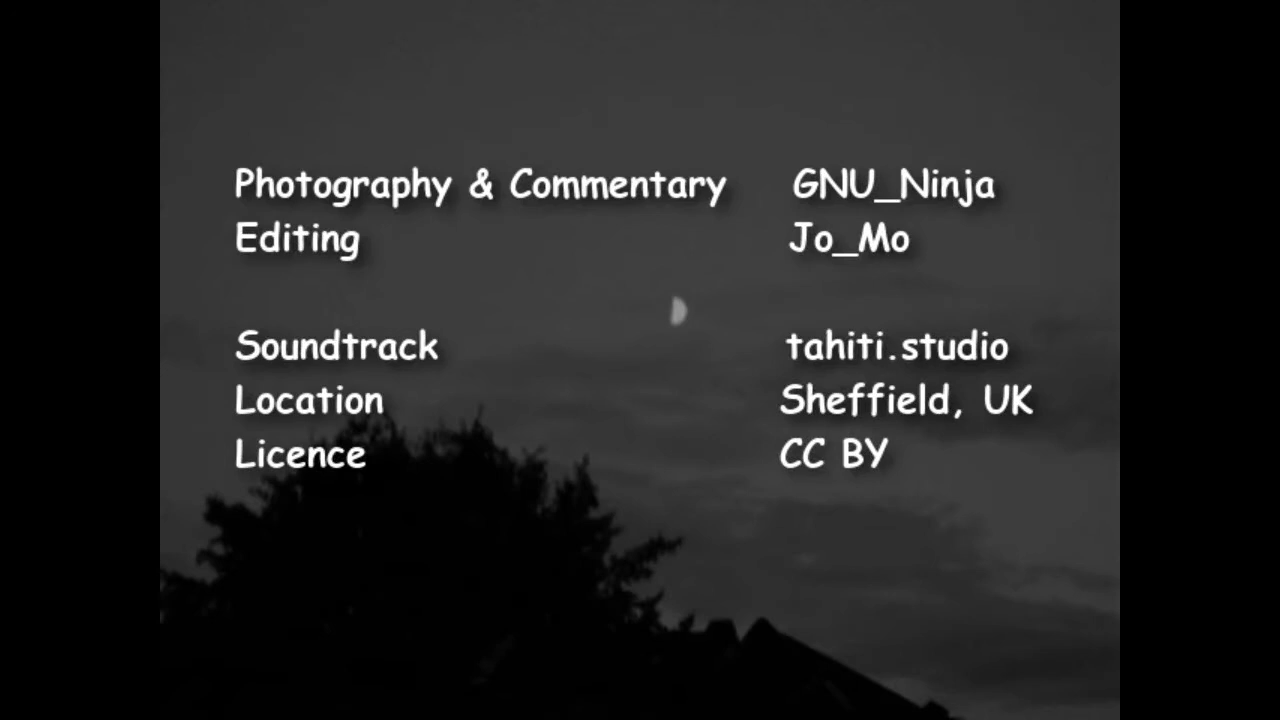 Photography & Commentary GNU_Ninja
Editing Jo_Mo
Soundtrack tahiti.studio
Location Sheffield, UK
Licence CC BY